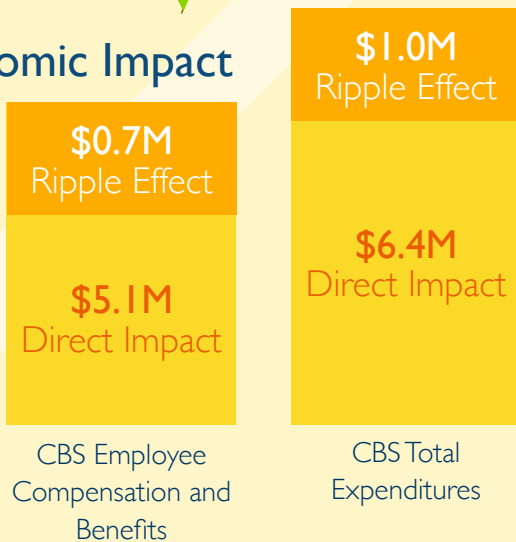 omic Impact
$0.7M
Ripple Effect
$5.1M
Direct Impact
CBS Employee
Compensation and
Benefits
$1.0M
Ripple Effect
$6.4M
Direct Impact
CBS Total
Expenditures